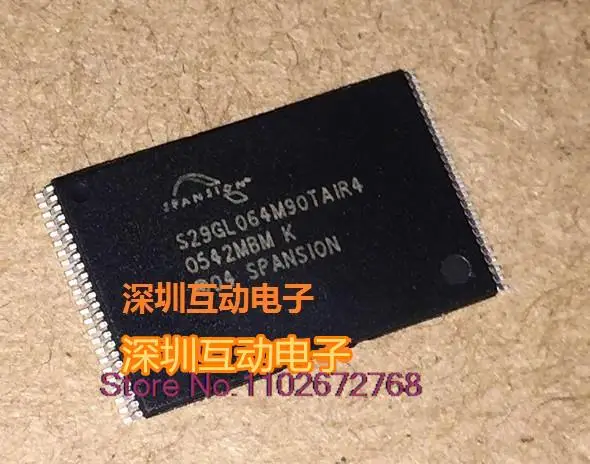 SPANSION
S29GL064M90TAIR4
0542MBM K
04 SPANSION
深圳互动电子
深圳互动电子
Store No.1102672768